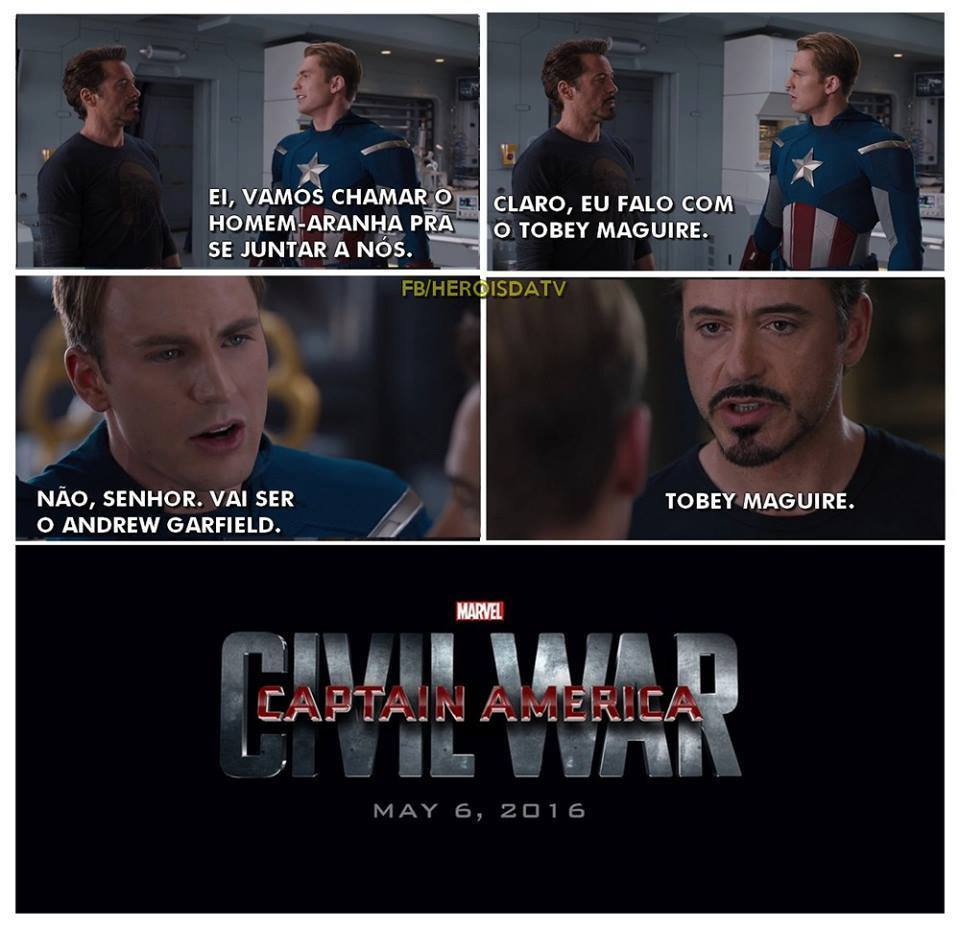 EI, VAMOS CHAMAR O
HOMEM-ARANHA PRA
SE JUNTAR A NÓS.
CLARO, EU FALO COM
O TOBEY MAGUIRE.
FB/HEROISDATV
NÃO, SENHOR. VAI SER
O ANDREW GARFIELD.
TOBEY MAGUIRE.
MARVEL
CIVIL WAR
CAPTAIN AMERICA
MAY 6, 2016